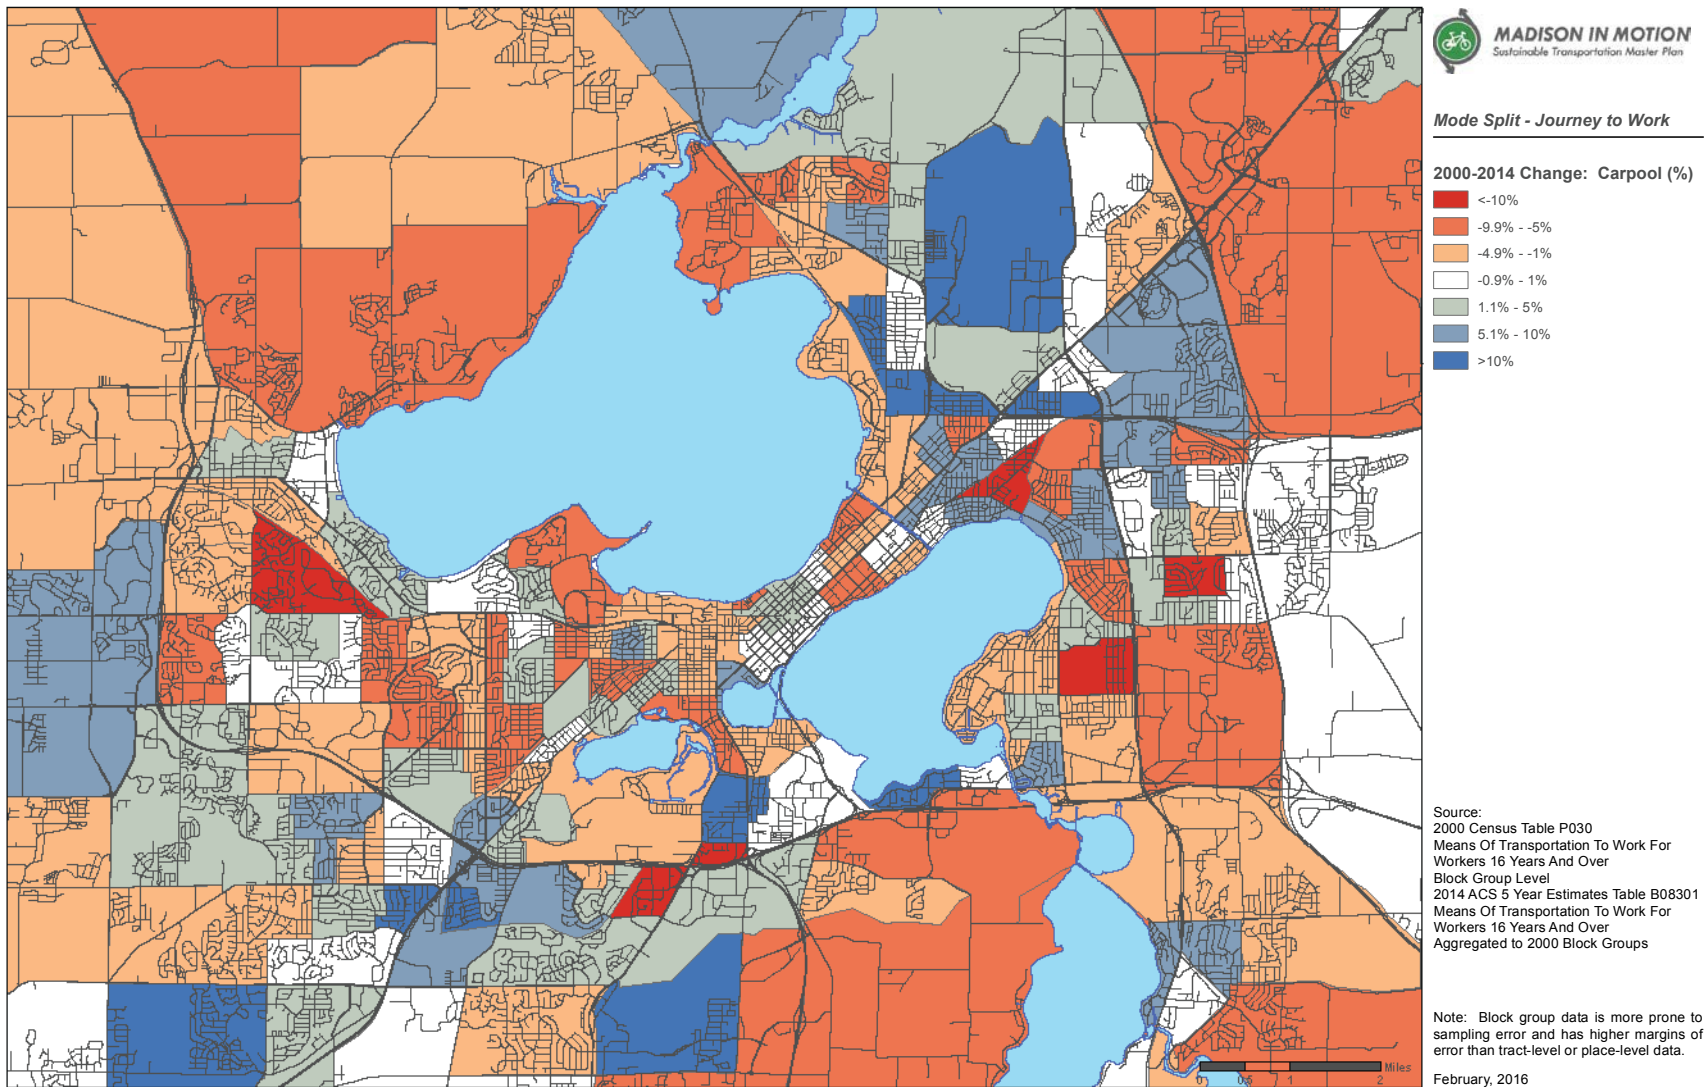 MADISON IN MOTION
Sustainable Transportation Master Plan
Mode Split - Journey to Work
2000-2014 Change: Carpool (%)
<-10%
-9.9% - -5%
-4.9% - -1%
-0.9% - 1%
1.1% - 5%
5.1% - 10%
>10%
Source:
2000 Census Table P030
Means Of Transportation To Work For
Workers 16 Years And Over
Block Group Level
2014 ACS 5 Year Estimates Table B08301
Means Of Transportation To Work For
Workers 16 Years And Over
Aggregated to 2000 Block Groups
Note: Block group data is more prone to
sampling error and has higher margins of
error than tract-level or place-level data.
February, 2016
Miles
0 0.5 1 2